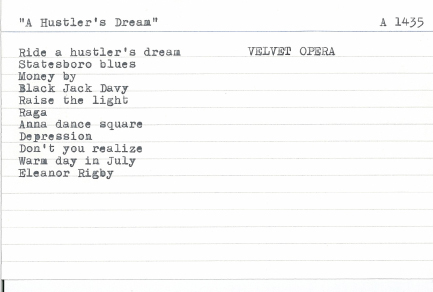 "A Hustler's Dream" A 1435
Ride a hustler's dream VELVET OPERA
Statesboro blues
Money by
Black Jack Davy
Raise the light
Raga
Anna dance square
Depression
Don't you realize
Warm day in July
Eleanor Rigby